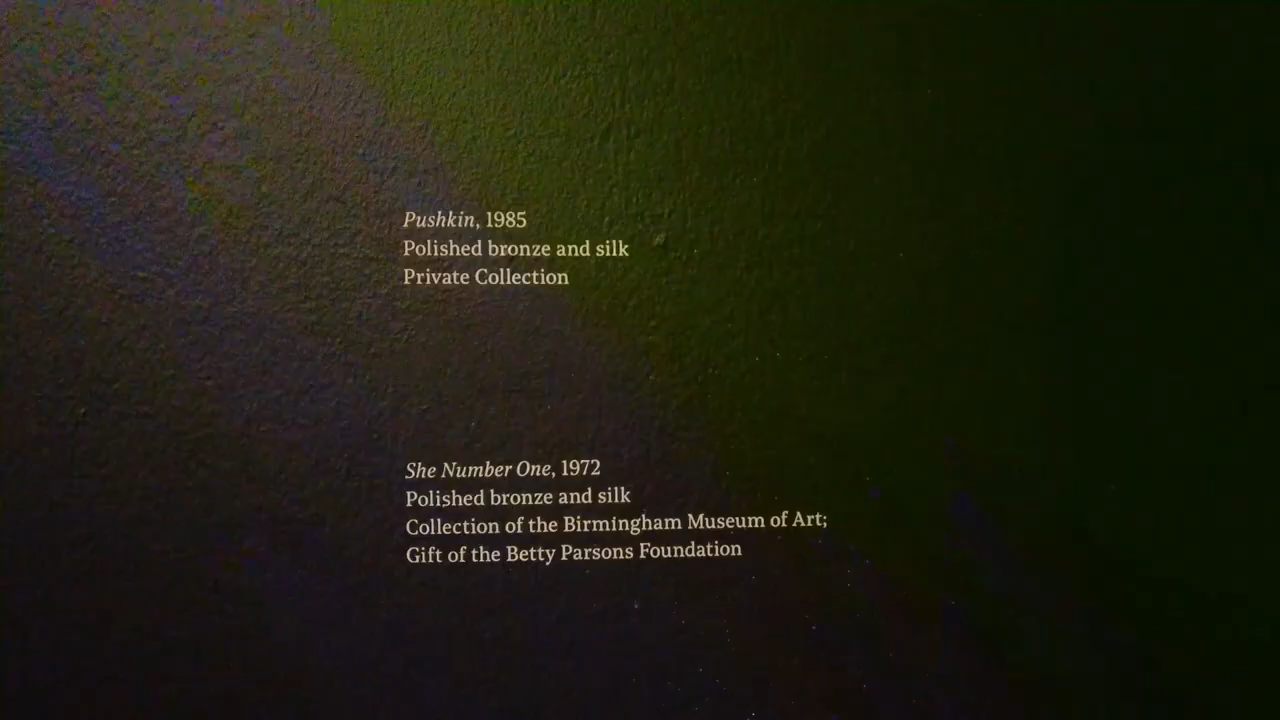 Pushkin, 1985
Polished bronze and silk
Private Collection
She Number One, 1972
Polished bronze and silk
Collection of the Birmingham Museum of Art;
Gift of the Betty Parsons Foundation